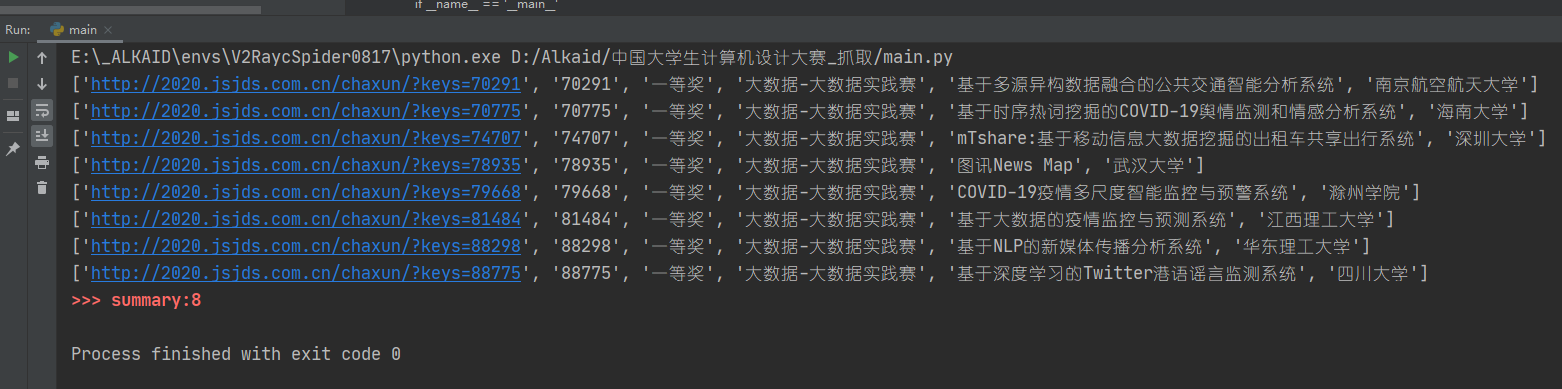 if __name__ == '__main__'
Run: main ×
E:\_ALKAID\envs\V2RaycSpider0817\python.exe D:/Alkaid/中国大学生计算机设计大赛_抓取/main.py
['http://2020.jsjds.com.cn/chaxun/?keys=70291', '70291', '一等奖', '大数据-大数据实践赛', '基于多源异构数据融合的公共交通智能分析系统', '南京航空航天大学']
['http://2020.jsjds.com.cn/chaxun/?keys=70775', '70775', '一等奖', '大数据-大数据实践赛', '基于时序热词挖掘的COVID-19舆情监测和情感分析系统', '海南大学']
['http://2020.jsjds.com.cn/chaxun/?keys=74707', '74707', '一等奖', '大数据-大数据实践赛', 'mTshare:基于移动信息大数据挖掘的出租车共享出行系统', '深圳大学']
['http://2020.jsjds.com.cn/chaxun/?keys=78935', '78935', '一等奖', '大数据-大数据实践赛', '图讯News Map', '武汉大学']
['http://2020.jsjds.com.cn/chaxun/?keys=79668', '79668', '一等奖', '大数据-大数据实践赛', 'COVID-19疫情多尺度智能监控与预警系统', '滁州学院']
['http://2020.jsjds.com.cn/chaxun/?keys=81484', '81484', '一等奖', '大数据-大数据实践赛', '基于大数据的疫情监控与预测系统', '江西理工大学']
['http://2020.jsjds.com.cn/chaxun/?keys=88298', '88298', '一等奖', '大数据-大数据实践赛', '基于NLP的新媒体传播分析系统', '华东理工大学']
['http://2020.jsjds.com.cn/chaxun/?keys=88775', '88775', '一等奖', '大数据-大数据实践赛', '基于深度学习的Twitter港语谣言监测系统', '四川大学']
>>> summary:8
Process finished with exit code 0